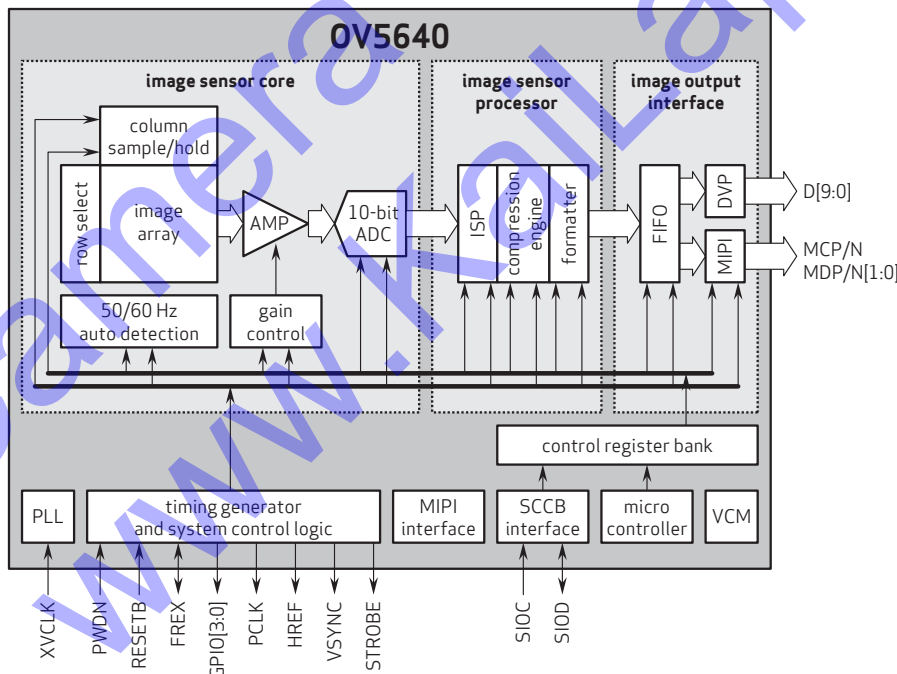 OV5640
image sensor core
image sensor
processor
image output
interface
column
sample/hold
row select
image
array
AMP
10-bit
ADC
ISP
compression
engine
formatter
FIFO
DVP
MIPI
D[9:0]
MCP/N
MDP/N[1:0]
50/60 Hz
auto detection
gain
control
control register bank
PLL
timing generator
and system control logic
MIPI
interface
SCCB
interface
micro
controller
VCM
XVCLK
PWDN
RESETB
FREX
GPIO[3:0]
PCLK
HREF
VSYNC
STROBE
SIOC
SIOD
camera
www.KaiLa